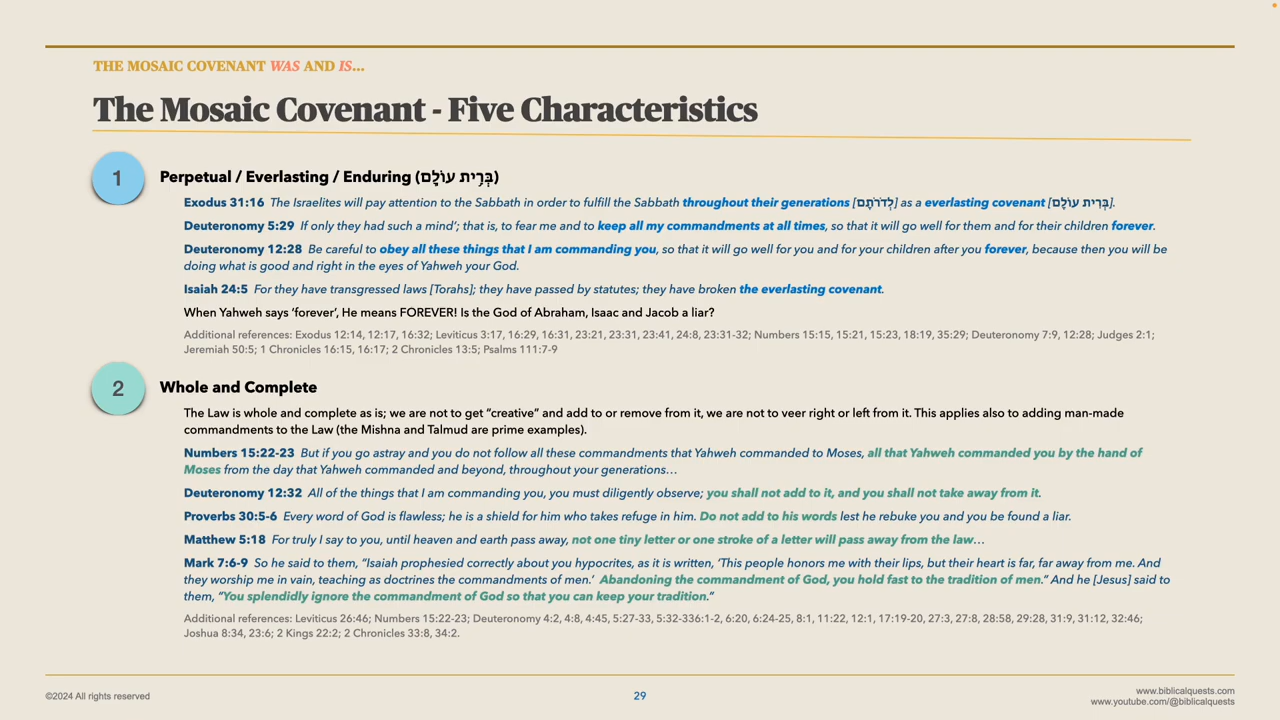 THE MOSAIC COVENANT WAS AND IS...
The Mosaic Covenant - Five Characteristics
1
Perpetual / Everlasting / Enduring (בְּרִ֥ית עוֹלָֽם)
Exodus 31:16 The Israelites will pay attention to the Sabbath in order to fulfill the Sabbath throughout their generations [לְדֹרֹתָ֖ם] as a everlasting covenant [בְּרִ֥ית עוֹלָֽם].
Deuteronomy 5:29 If only they had such a mind’; that is, to fear me and to keep all my commandments at all times, so that it will go well for them and for their children forever.
Deuteronomy 12:28 Be careful to obey all these things that I am commanding you, so that it will go well for you and for your children after you forever, because then you will be
doing what is good and right in the eyes of Yahweh your God.
Isaiah 24:5 For they have transgressed laws [Torahs]; they have passed by statutes; they have broken the everlasting covenant.
When Yahweh says ‘forever’, He means FOREVER! Is the God of Abraham, Isaac and Jacob a liar?
Additional references: Exodus 12:14, 12:17, 16:32; Leviticus 3:17, 16:29, 16:31, 23:21, 23:31, 23:41, 24:8, 23:31-32; Numbers 15:15, 15:21, 15:23, 18:19, 35:29; Deuteronomy 7:9, 12:28; Judges 2:1;
Jeremiah 50:5; 1 Chronicles 16:15, 16:17; 2 Chronicles 13:5; Psalms 111:7-9
2
Whole and Complete
The Law is whole and complete as is; we are not to get “creative” and add to or remove from it, we are not to veer right or left from it. This applies also to adding man-made
commandments to the Law (the Mishna and Talmud are prime examples).
Numbers 15:22-23 But if you go astray and you do not follow all these commandments that Yahweh commanded to Moses, all that Yahweh commanded you by the hand of
Moses from the day that Yahweh commanded and beyond, throughout your generations…
Deuteronomy 12:32 All of the things that I am commanding you, you must diligently observe; you shall not add to it, and you shall not take away from it.
Proverbs 30:5-6 Every word of God is flawless; he is a shield for him who takes refuge in him. Do not add to his words lest he rebuke you and you be found a liar.
Matthew 5:18 For truly I say to you, until heaven and earth pass away, not one tiny letter or one stroke of a letter will pass away from the law…
Mark 7:6-9 So he said to them, “Isaiah prophesied correctly about you hypocrites, as it is written, ‘This people honors me with their lips, but their heart is far, far away from me. And
they worship me in vain, teaching as doctrines the commandments of men.’ Abandoning the commandment of God, you hold fast to the tradition of men.” And he [Jesus] said to
them, “You splendidly ignore the commandment of God so that you can keep your tradition.”
Additional references: Leviticus 26:46; Numbers 15:22-23; Deuteronomy 4:2, 4:8, 4:45, 5:27-33, 5:32-336:1-2, 6:20, 6:24-25, 8:1, 11:22, 12:1, 17:19-20, 27:3, 27:8, 28:58, 29:28, 31:9, 31:12, 32:46;
Joshua 8:34, 23:6; 2 Kings 22:2; 2 Chronicles 33:8, 34:2.
©2024 All rights reserved
29
www.biblicalquests.com
www.youtube.com/@biblicalquests